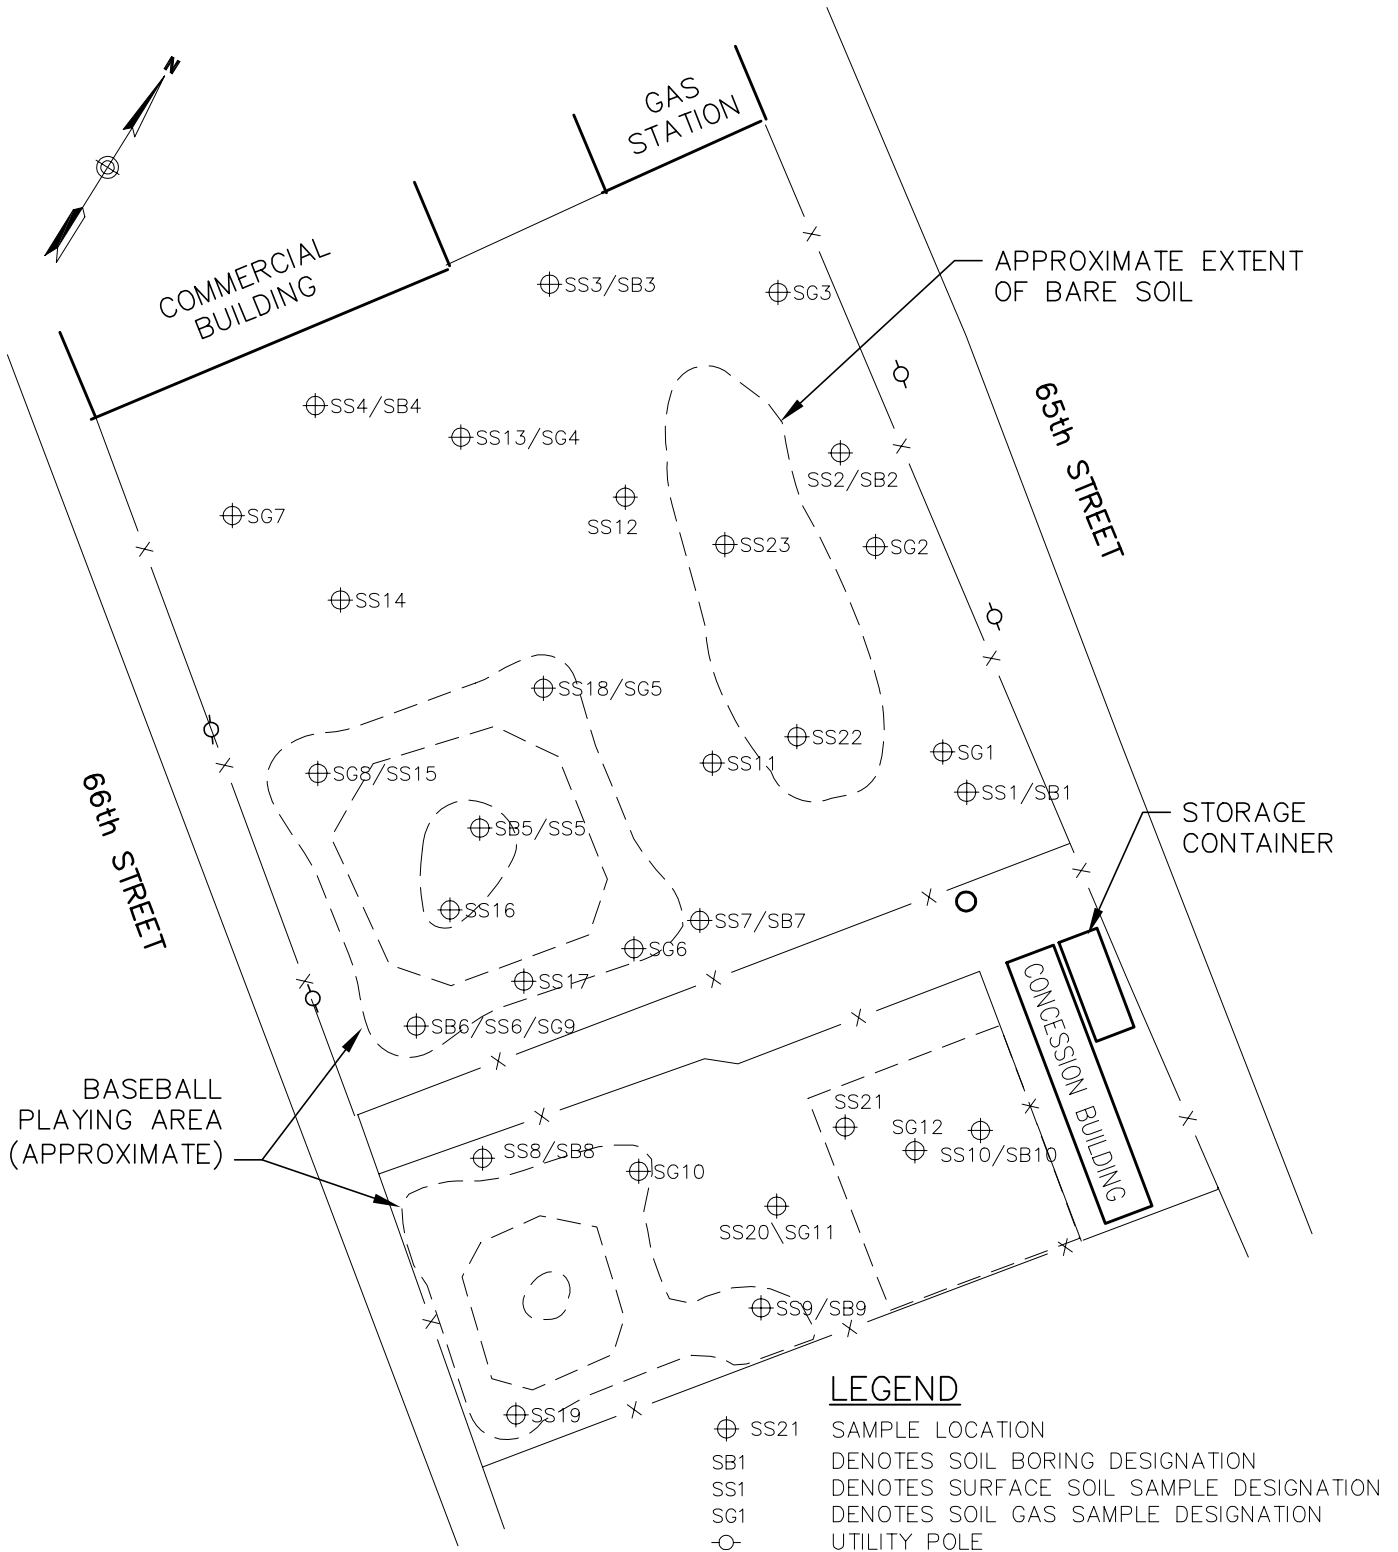 N
GAS
STATION
COMMERCIAL
BUILDING
APPROXIMATE EXTENT
OF BARE SOIL
SS3/SB3
SG3
65th STREET
SS4/SB4
SS13/SG4
SS2/SB2
SS12
SG7
SS23
SG2
SS14
SS18/SG5
SS22
SG1
SS11
SG8/SS15
SS1/SB1
66th STREET
STORAGE
CONTAINER
SB5/SS5
SS16
SS7/SB7
SG6
SS17
SB6/SS6/SG9
CONCESSION BUILDING
BASEBALL
PLAYING AREA
(APPROXIMATE)
SS21
SG12
SS10/SB10
SS8/SB8
SG10
SS20\SG11
SS9/SB9
SS19
LEGEND
SS21 SAMPLE LOCATION
SB1 DENOTES SOIL BORING DESIGNATION
SS1 DENOTES SURFACE SOIL SAMPLE DESIGNATION
SG1 DENOTES SOIL GAS SAMPLE DESIGNATION
UTILITY POLE